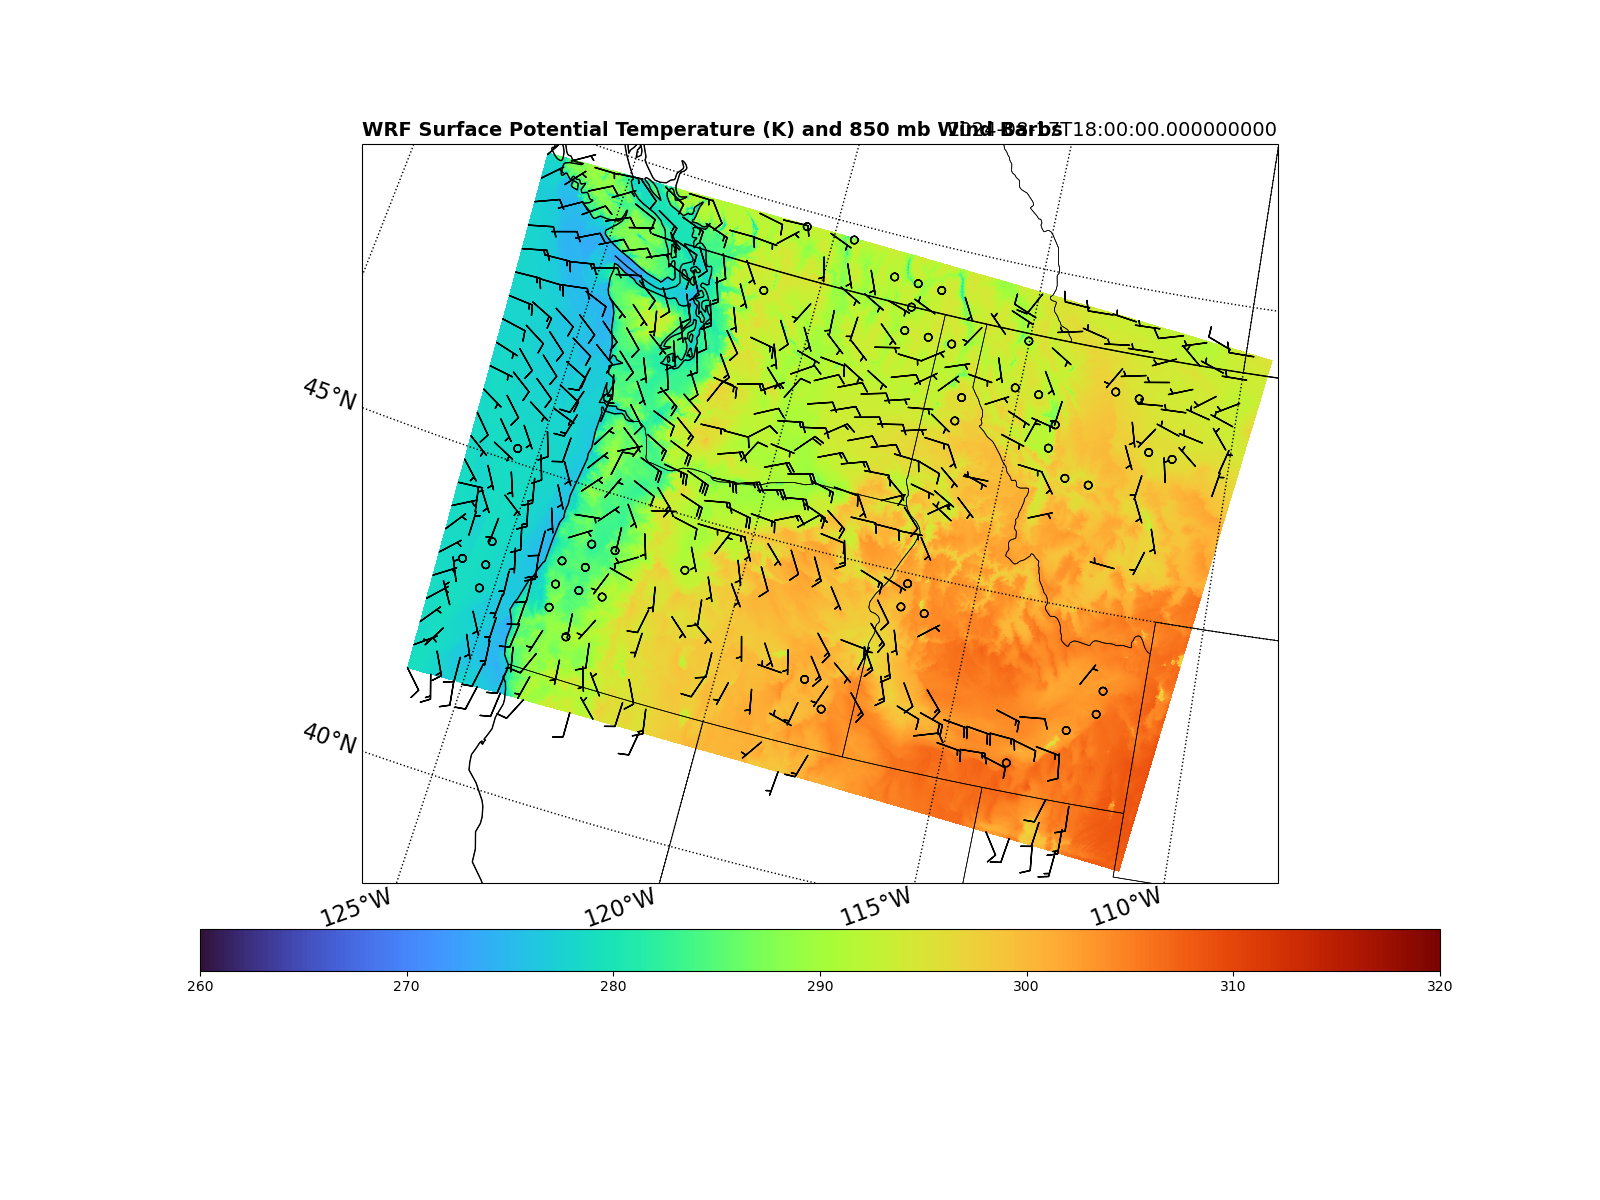 WRF Surface Potential Temperature (K) and 850 mb Wind Barbs
T18:00:00.000000000
45°N
40°N
125°W
120°W
115°W
110°W
260
270
280
290
300
310
320